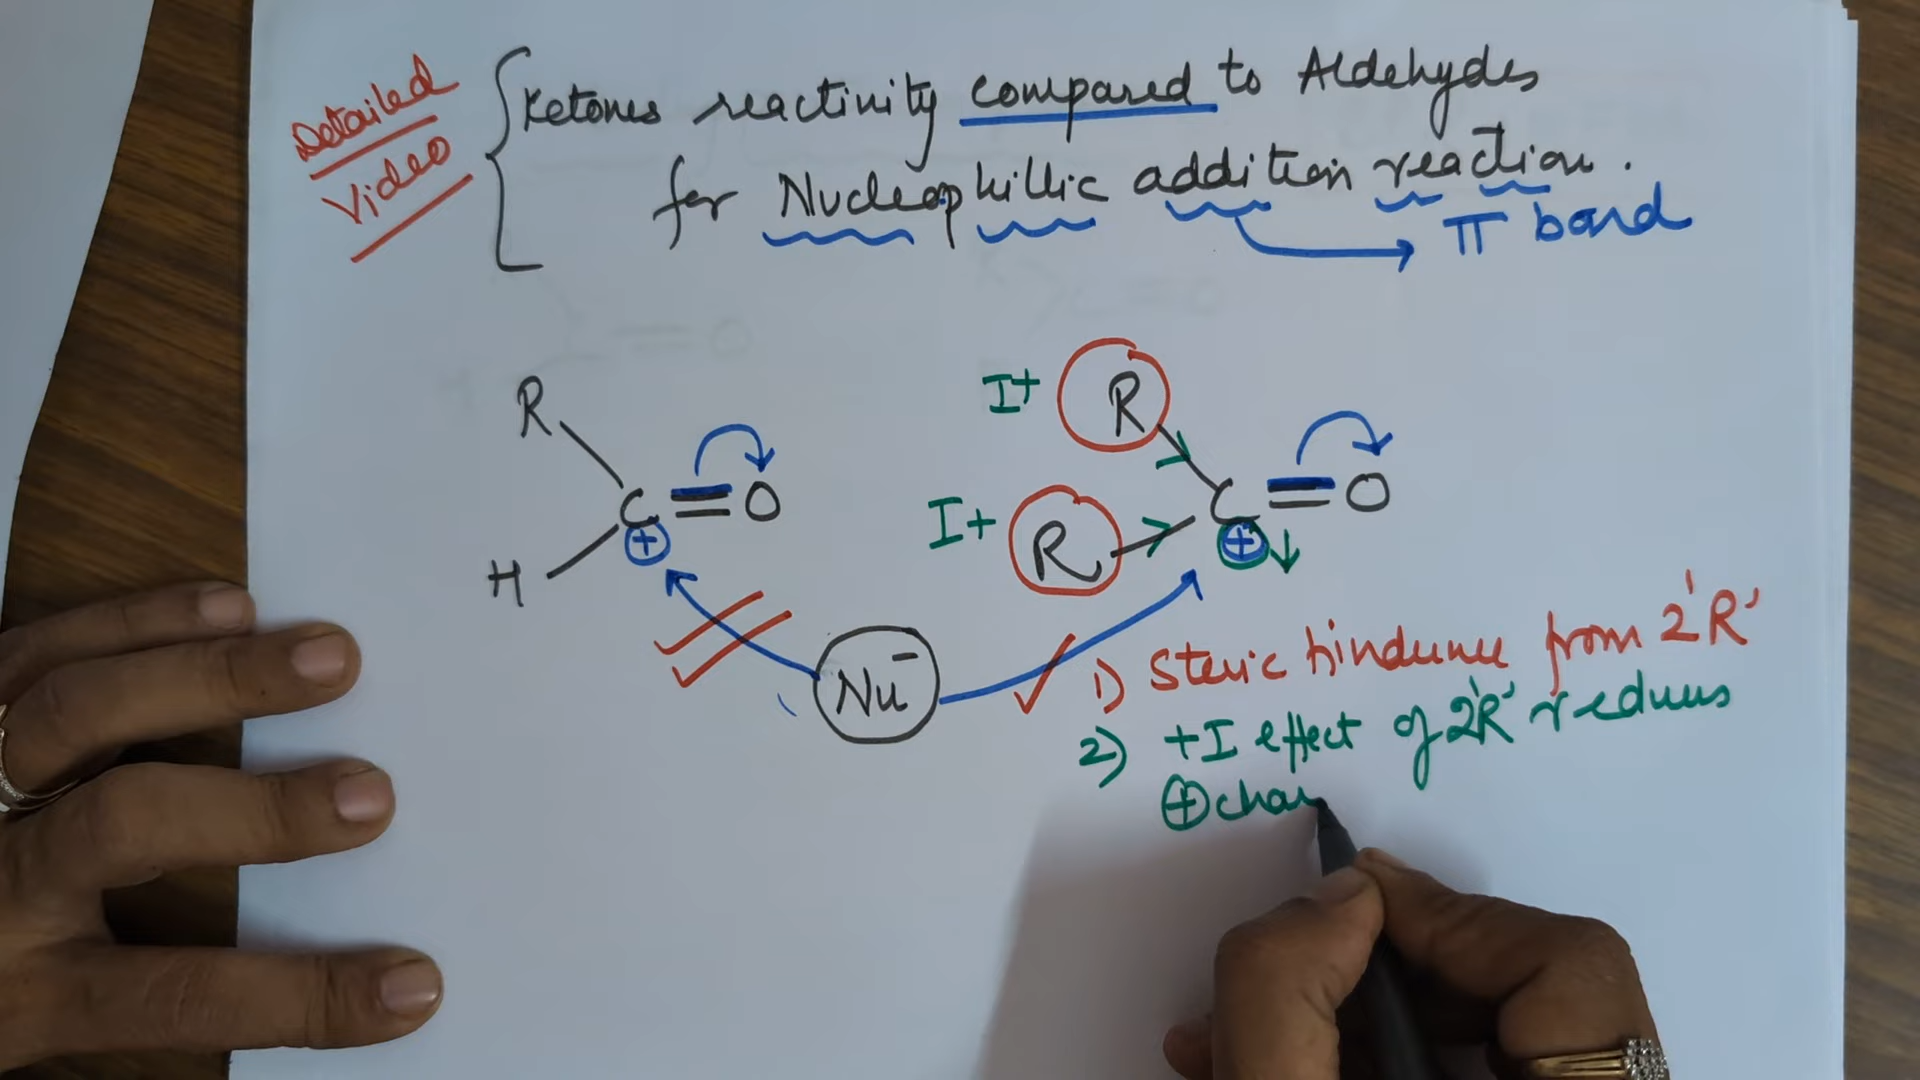 Detailed
Video
Ketones reactivity compared to Aldehydes
for Nucleophillic addition reaction.
π bond
R
C=O
+
H
I+ R
I+ R
C=O
+ ↓
Nu⁻
1) Steric hinderence from 2 'R'
2) +I effect of 2 'R' reduces
⊕ char